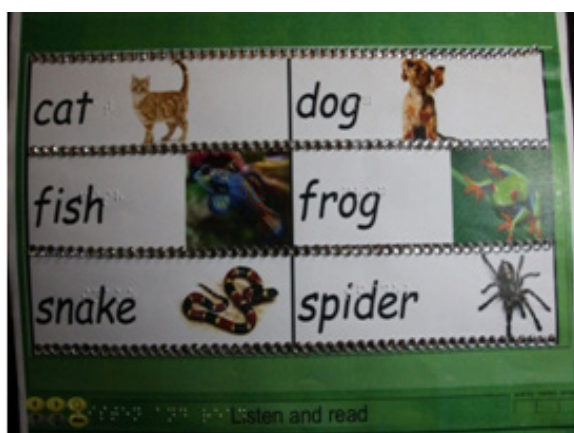 cat dog
fish frog
snake spider
Listen and read